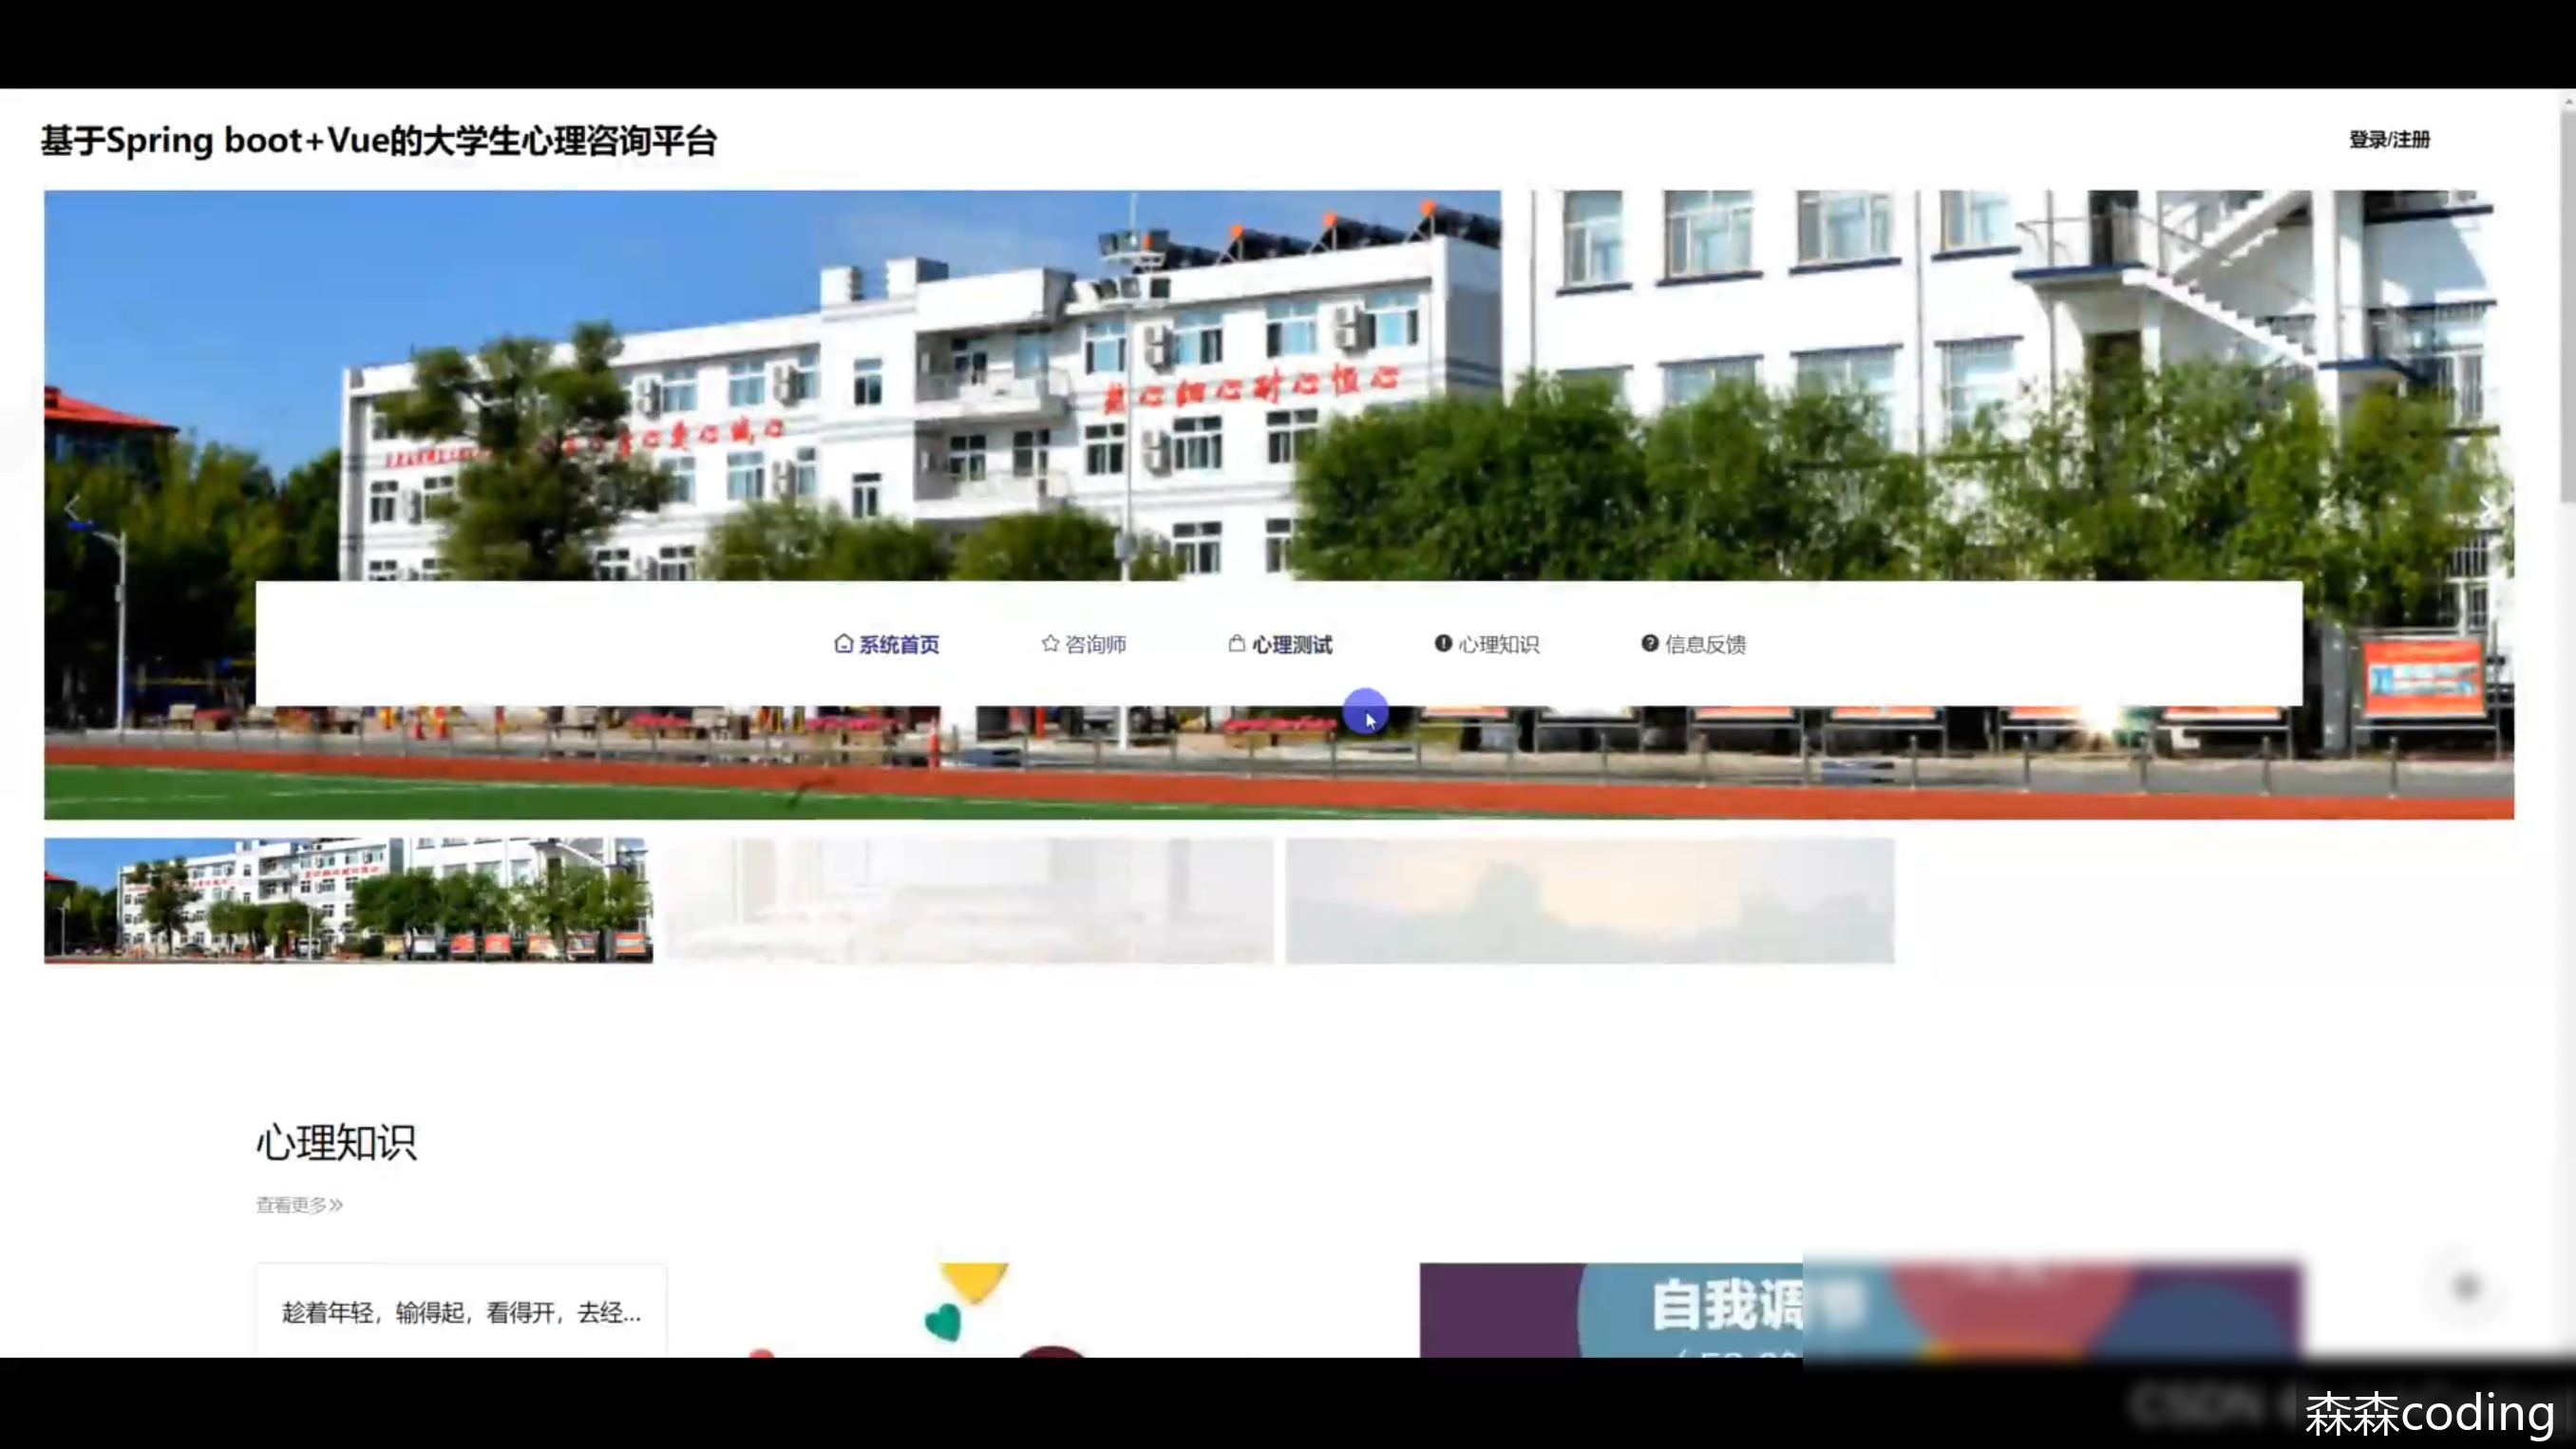 基于Spring boot+Vue的大学生心理咨询平台
登录/注册
系统首页
咨询师
心理测试
心理知识
信息反馈
心理知识
查看更多»
趁着年轻，输得起，看得开，去经...
自我调
CSDN
森森coding